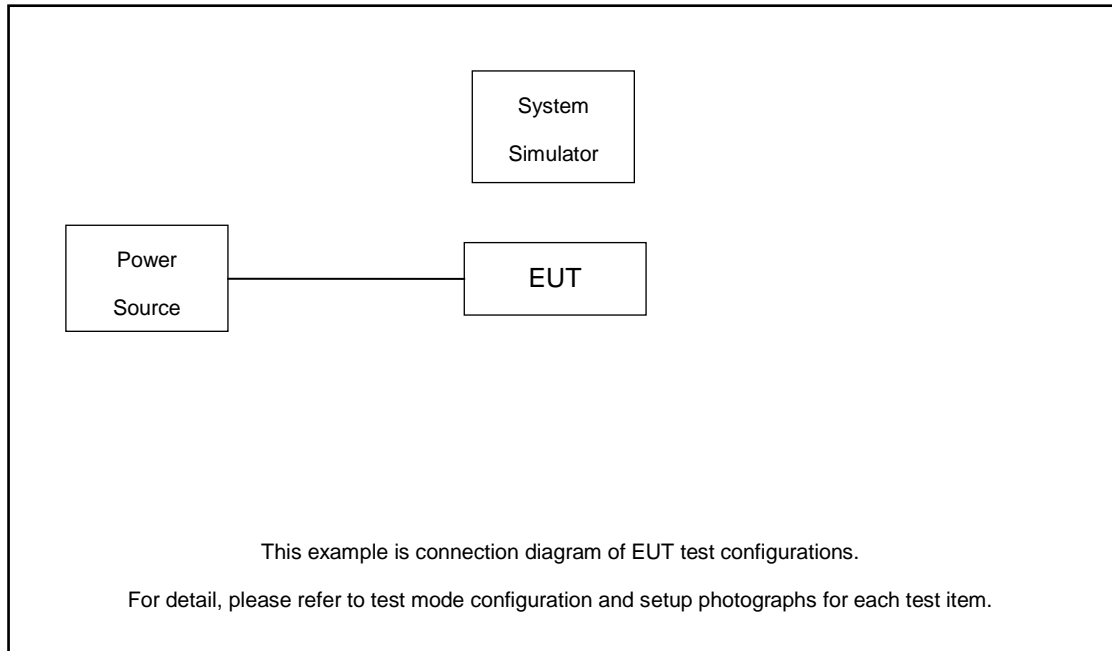 System
Simulator
Power
Source
EUT
This example is connection diagram of EUT test configurations.
For detail, please refer to test mode configuration and setup photographs for each test item.